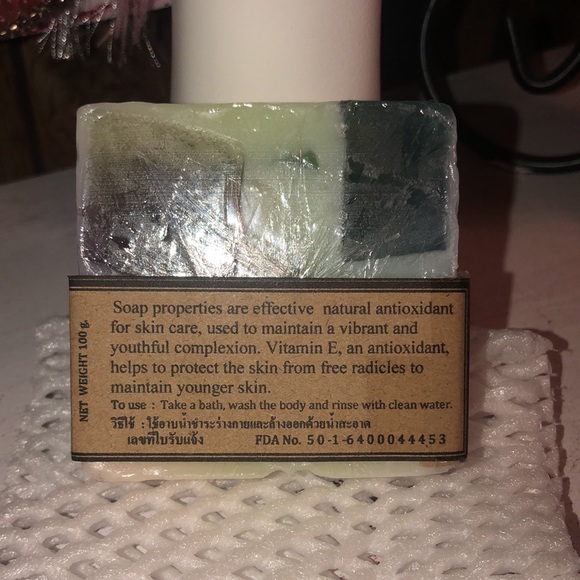 Soap properties are effective natural antioxidant
for skin care, used to maintain a vibrant and
youthful complexion. Vitamin E, an antioxidant,
helps to protect the skin from free radicles to
maintain younger skin.
To use : Take a bath, wash the body and rinse with clean water.
วิธีใช้ : ใช้อาบน้ำชำระร่างกายและล้างออกด้วยน้ำสะอาด
เลขที่ใบรับแจ้ง FDA No. 50-1-6400044453
NET WEIGHT 100 g.